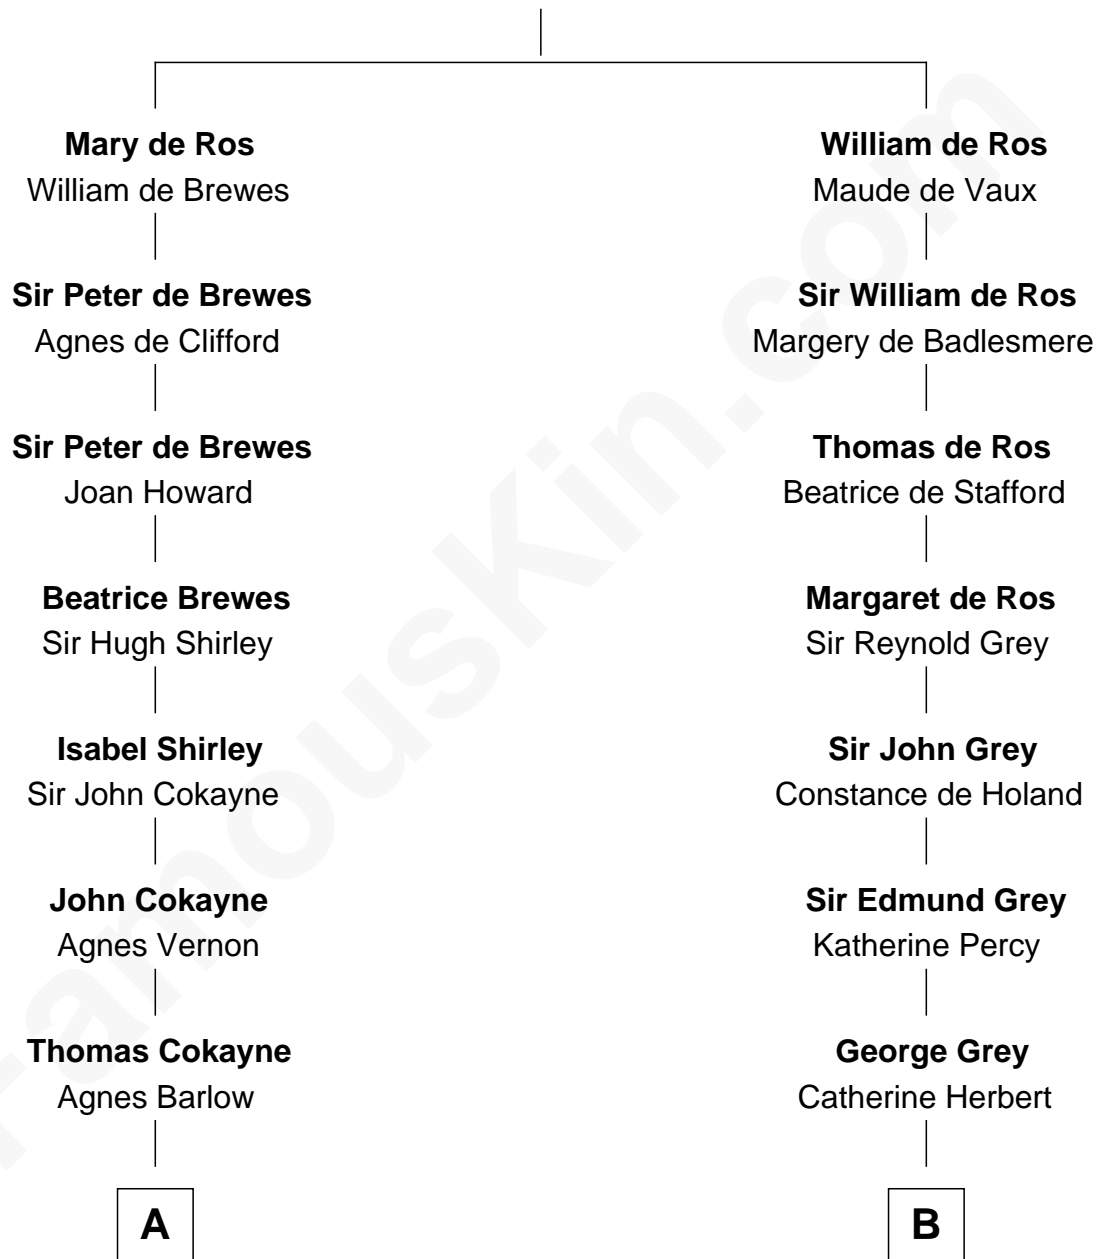 Mary de Ros
William de Brewes
Sir Peter de Brewes
Agnes de Clifford
Sir Peter de Brewes
Joan Howard
Beatrice Brewes
Sir Hugh Shirley
Isabel Shirley
Sir John Cokayne
John Cokayne
Agnes Vernon
Thomas Cokayne
Agnes Barlow
A
William de Ros
Maude de Vaux
Sir William de Ros
Margery de Badlesmere
Thomas de Ros
Beatrice de Stafford
Margaret de Ros
Sir Reynold Grey
Sir John Grey
Constance de Holand
Sir Edmund Grey
Katherine Percy
George Grey
Catherine Herbert
B
FamousKin.com